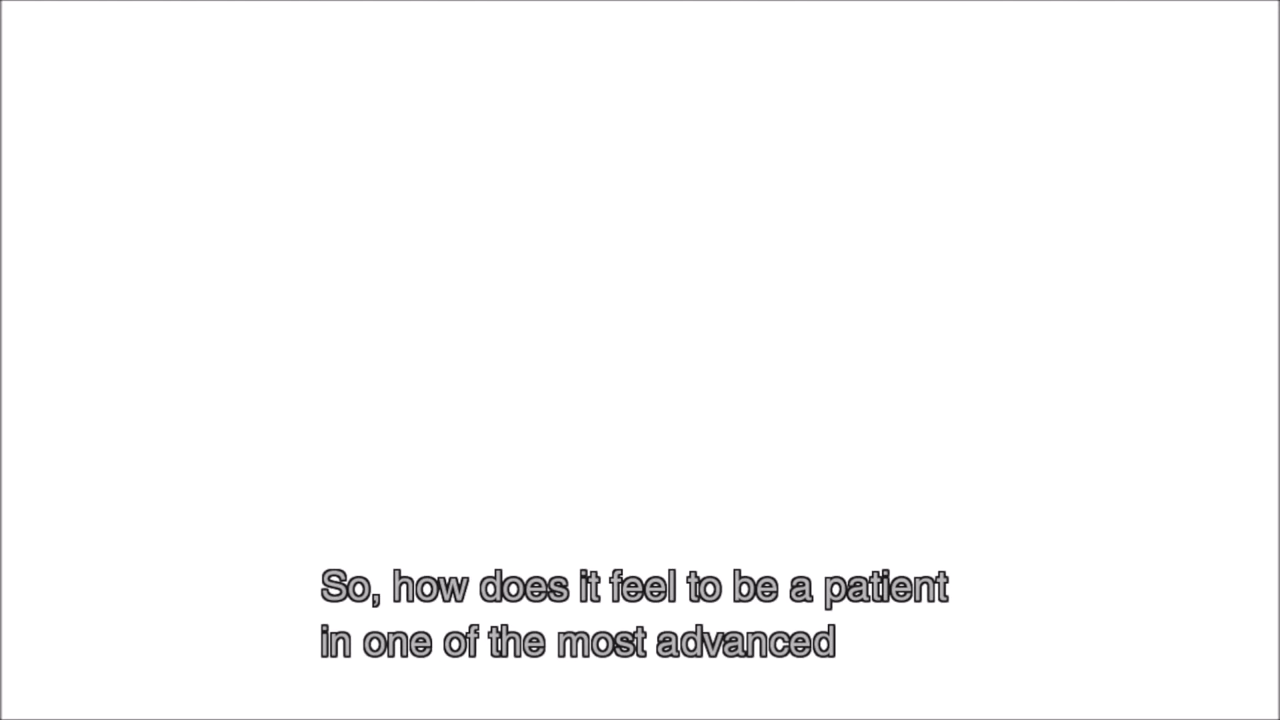 So, how does it feel to be a patient
in one of the most advanced